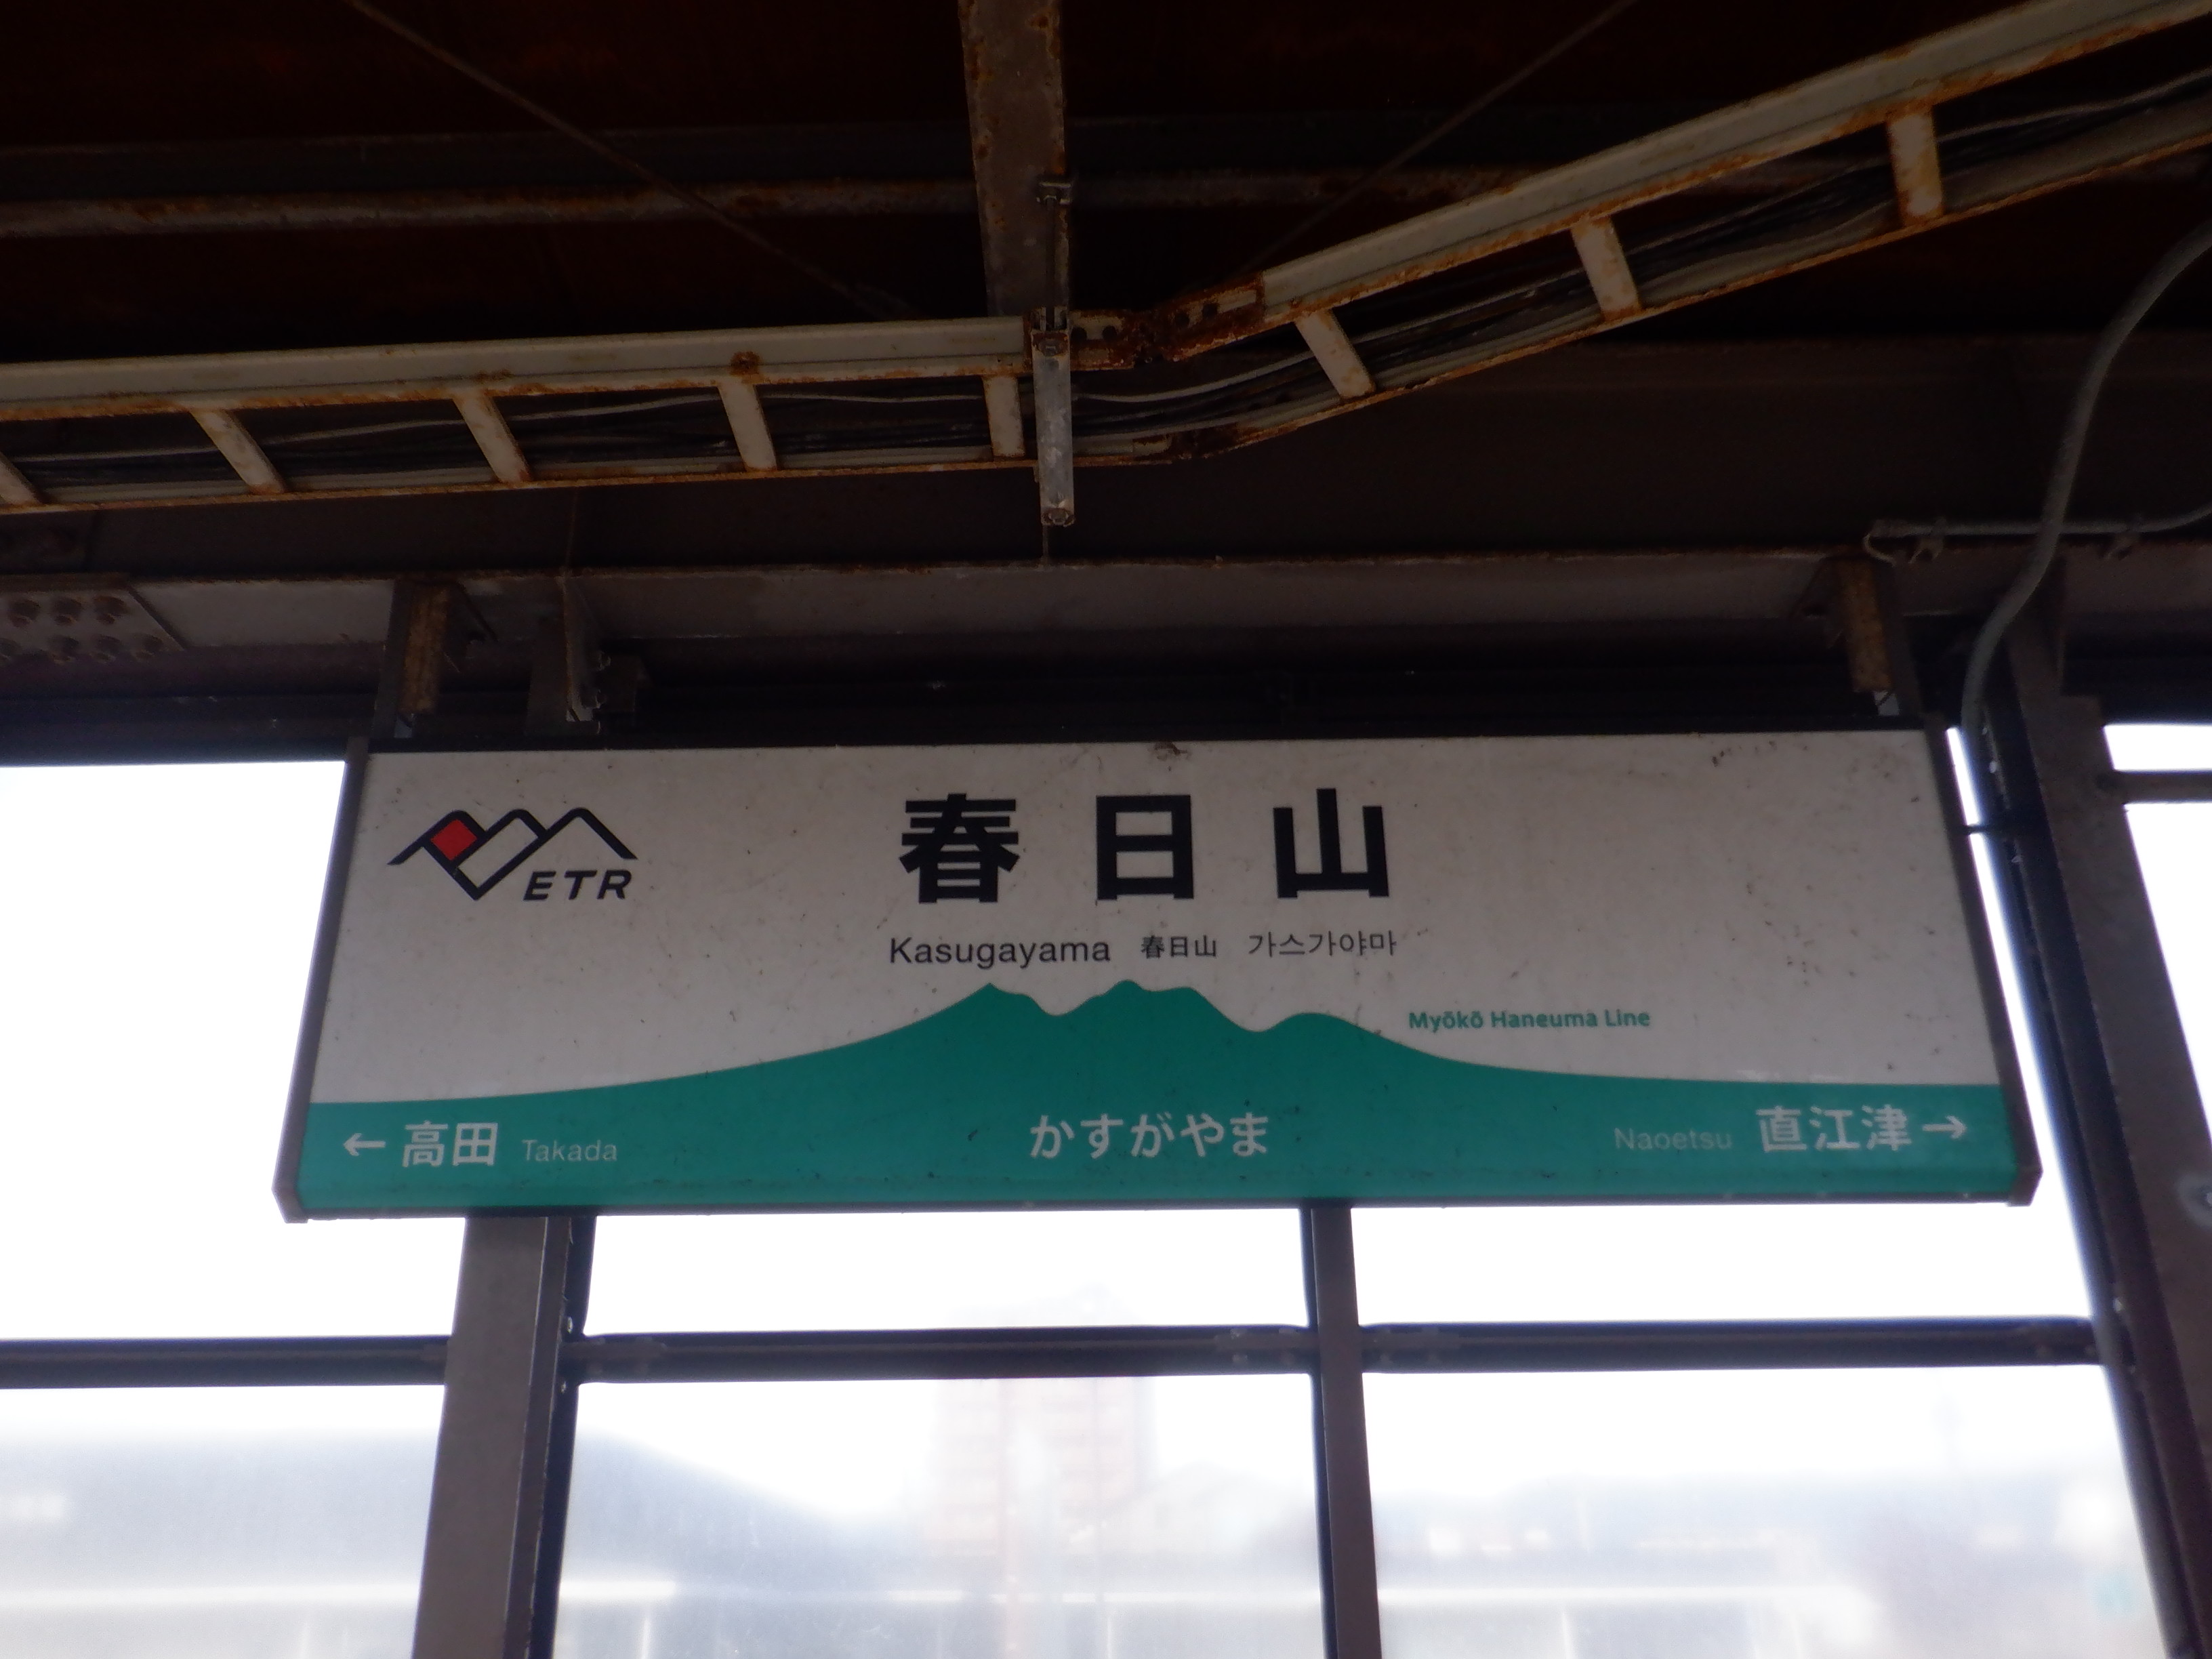 ETR
春日山
Kasugayama 春日山 가스가야마
Myōkō Haneuma Line
← 高田 Takada
かすがやま
Naoetsu 直江津 →